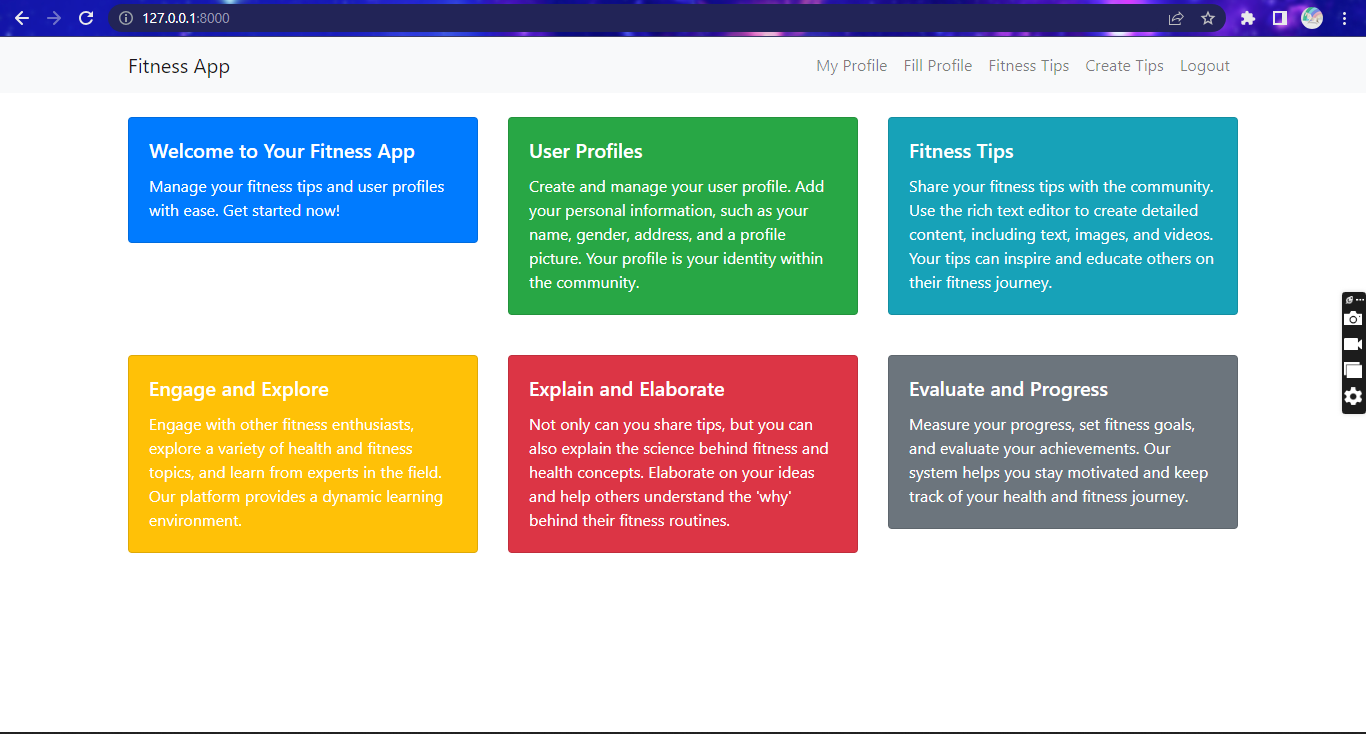 127.0.0.1:8000
Fitness App
My Profile
Fill Profile
Fitness Tips
Create Tips
Logout
Welcome to Your Fitness App
Manage your fitness tips and user profiles
with ease. Get started now!
User Profiles
Create and manage your user profile. Add
your personal information, such as your
name, gender, address, and a profile
picture. Your profile is your identity within
the community.
Fitness Tips
Share your fitness tips with the community.
Use the rich text editor to create detailed
content, including text, images, and videos.
Your tips can inspire and educate others on
their fitness journey.
Engage and Explore
Engage with other fitness enthusiasts,
explore a variety of health and fitness
topics, and learn from experts in the field.
Our platform provides a dynamic learning
environment.
Explain and Elaborate
Not only can you share tips, but you can
also explain the science behind fitness and
health concepts. Elaborate on your ideas
and help others understand the 'why'
behind their fitness routines.
Evaluate and Progress
Measure your progress, set fitness goals,
and evaluate your achievements. Our
system helps you stay motivated and keep
track of your health and fitness journey.